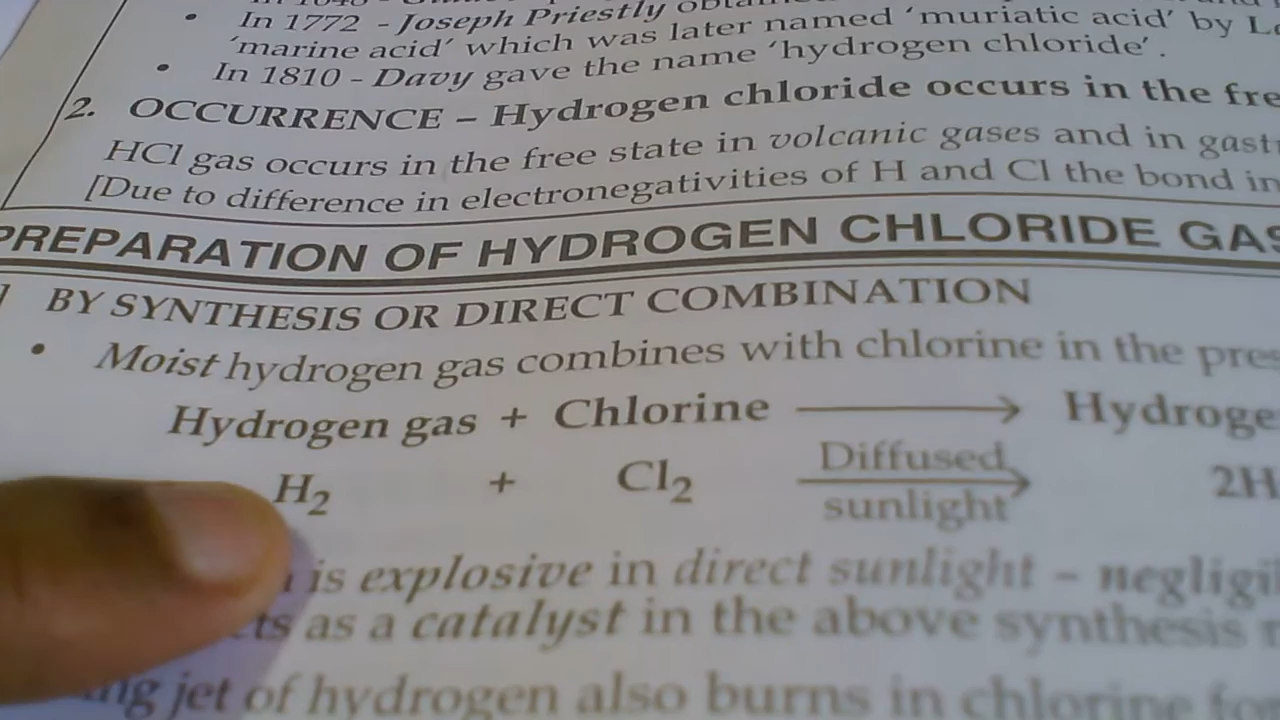 • In 1772 - Joseph Priestly
'marine acid' which was later named 'muriatic acid' by
• In 1810 - Davy gave the name 'hydrogen chloride'.
2. OCCURRENCE – Hydrogen chloride occurs in the
HCl gas occurs in the free state in volcanic gases and in
[Due to difference in electronegativities of H and Cl the bond in
PREPARATION OF HYDROGEN CHLORIDE GAS
BY SYNTHESIS OR DIRECT COMBINATION
• Moist hydrogen gas combines with chlorine in the
Hydrogen gas + Chlorine ⟶
H₂ + Cl₂ Diffused sunlight ⟶ 2H
is explosive in direct sunlight –
as a catalyst in the above synthesis
jet of hydrogen also burns in chlorine